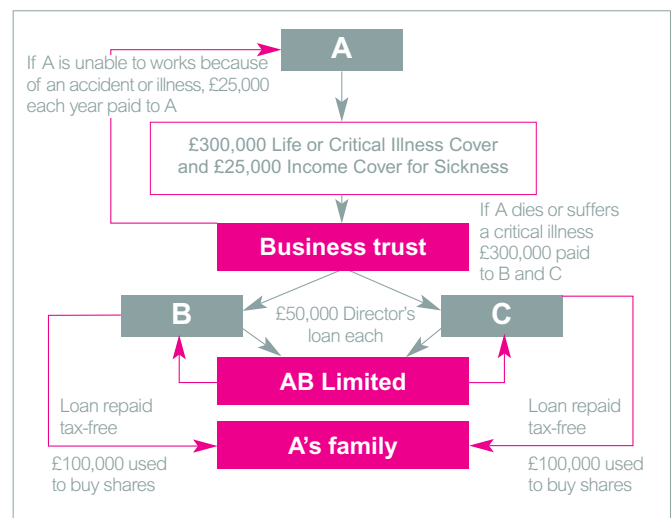 A
If A is unable to works because
of an accident or illness, £25,000
each year paid to A
£300,000 Life or Critical Illness Cover
and £25,000 Income Cover for Sickness
If A dies or suffers
a critical illness
£300,000 paid
to B and C
Business trust
B
£50,000 Director's
loan each
C
AB Limited
Loan repaid
tax-free
Loan repaid
tax-free
A's family
£100,000 used
to buy shares
£100,000 used
to buy shares